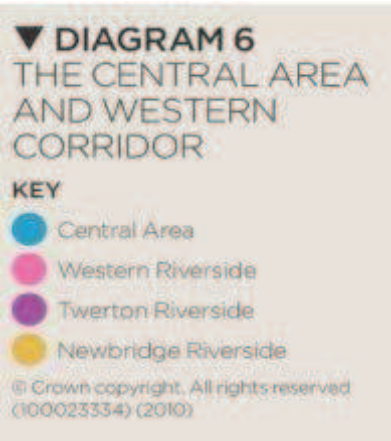 ▼ DIAGRAM 6
THE CENTRAL AREA
AND WESTERN
CORRIDOR
KEY
Central Area
Western Riverside
Twerton Riverside
Newbridge Riverside
© Crown copyright. All rights reserved
(100023334) (2010)